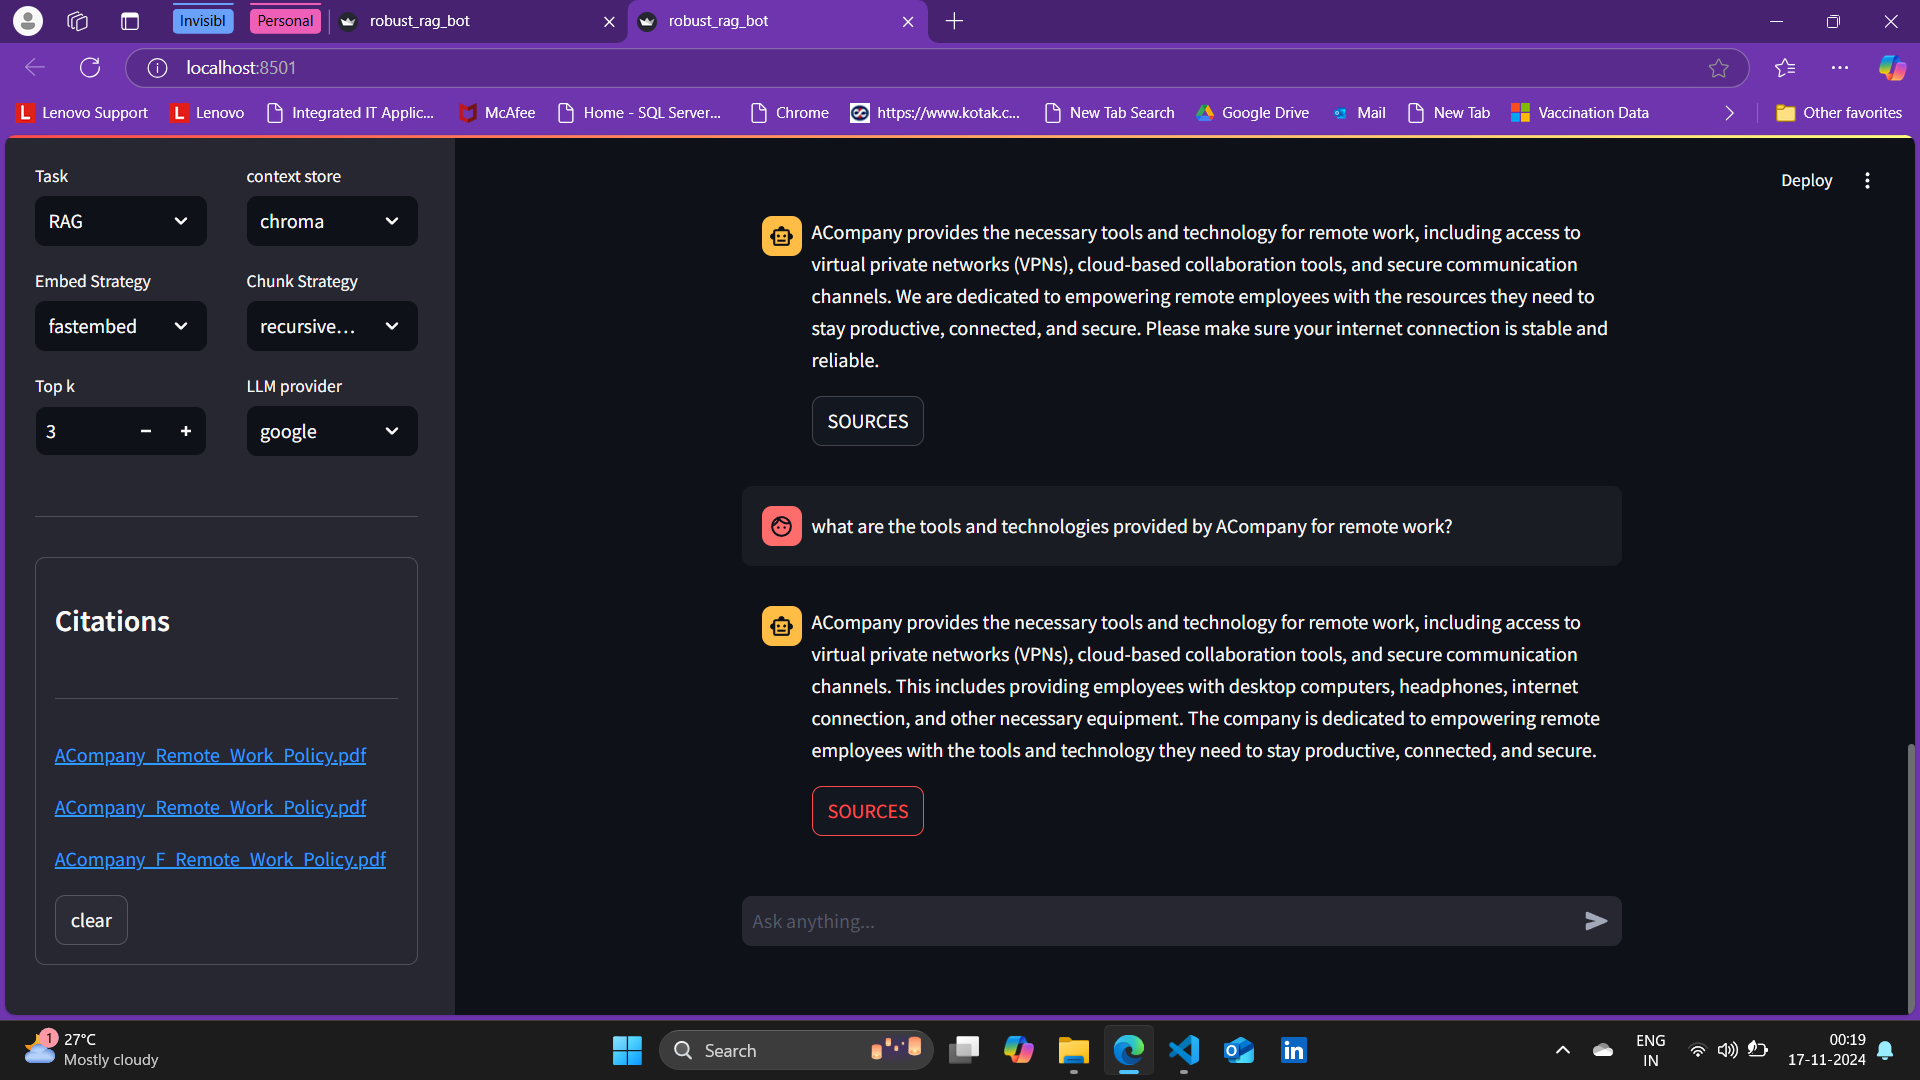 Invisibl
Personal
robust_rag_bot
robust_rag_bot
localhost:8501
Lenovo Support
Lenovo
Integrated IT Applic...
McAfee
Home - SQL Server...
Chrome
https://www.kotak.c...
New Tab Search
Google Drive
Mail
New Tab
Vaccination Data
Other favorites
Deploy
Task
context store
RAG
chroma
Embed Strategy
Chunk Strategy
fastembed
recursive...
Top k
LLM provider
3
google
Citations
ACompany_Remote_Work_Policy.pdf
ACompany_Remote_Work_Policy.pdf
ACompany_F_Remote_Work_Policy.pdf
clear
ACompany provides the necessary tools and technology for remote work, including access to
virtual private networks (VPNs), cloud-based collaboration tools, and secure communication
channels. We are dedicated to empowering remote employees with the resources they need to
stay productive, connected, and secure. Please make sure your internet connection is stable and
reliable.
SOURCES
what are the tools and technologies provided by ACompany for remote work?
ACompany provides the necessary tools and technology for remote work, including access to
virtual private networks (VPNs), cloud-based collaboration tools, and secure communication
channels. This includes providing employees with desktop computers, headphones, internet
connection, and other necessary equipment. The company is dedicated to empowering remote
employees with the tools and technology they need to stay productive, connected, and secure.
SOURCES
Ask anything...
1
27°C
Mostly cloudy
Search
ENG
IN
00:19
17-11-2024